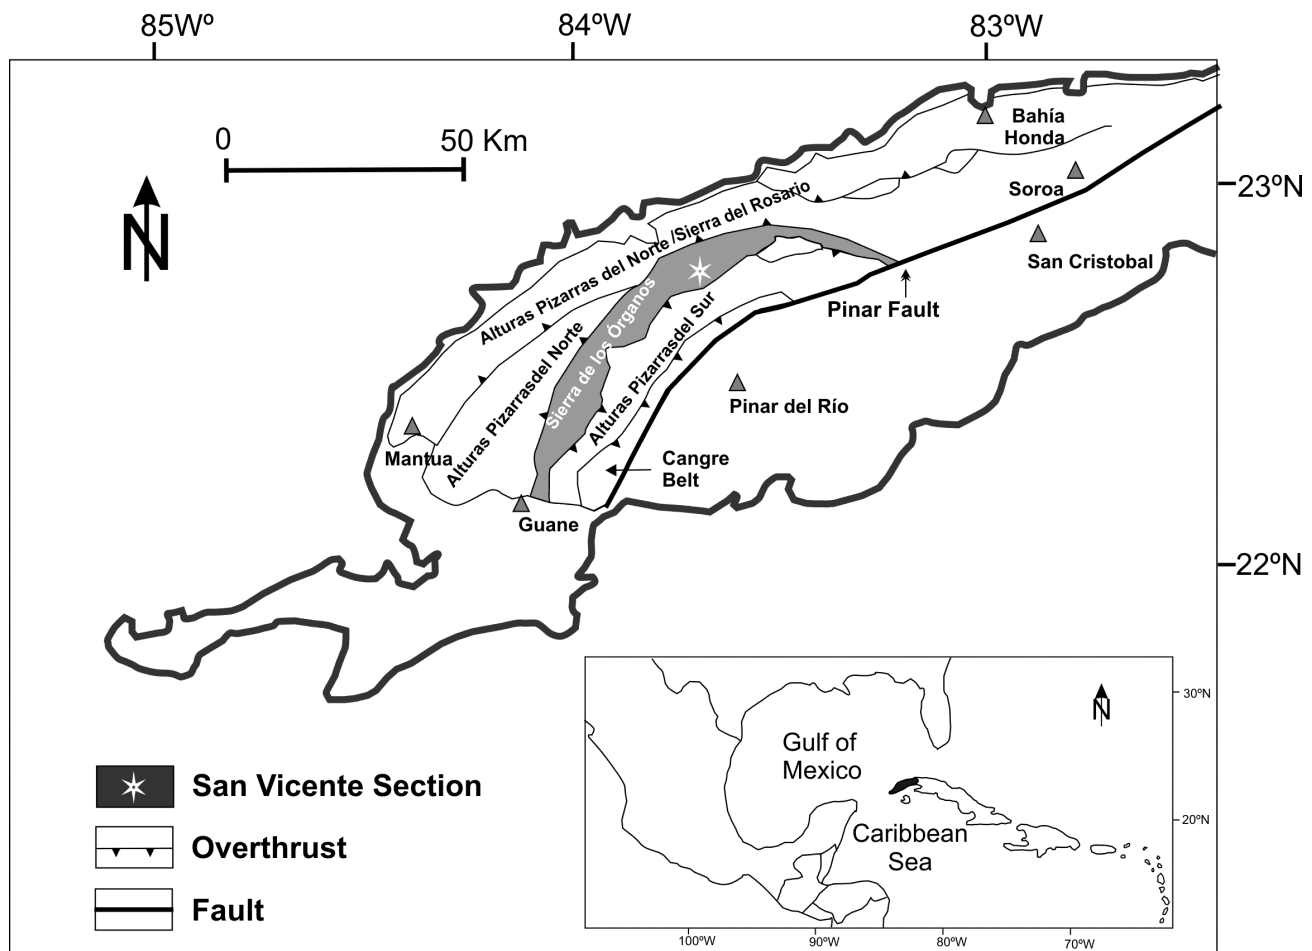 85Wº
84ºW
83ºW
0
50 Km
N
Bahía
Honda
Soroa
23ºN
San Cristobal
Alturas Pizarras del Norte /Sierra del Rosario
Pinar Fault
Sierra de los Órganos
Alturas Pizarrasdel Norte
Alturas Pizarrasdel Sur
Pinar del Río
Mantua
Cangre
Belt
Guane
22ºN
30ºN
N
Gulf of
Mexico
20ºN
Caribbean
Sea
100ºW
90ºW
80ºW
70ºW
San Vicente Section
Overthrust
Fault